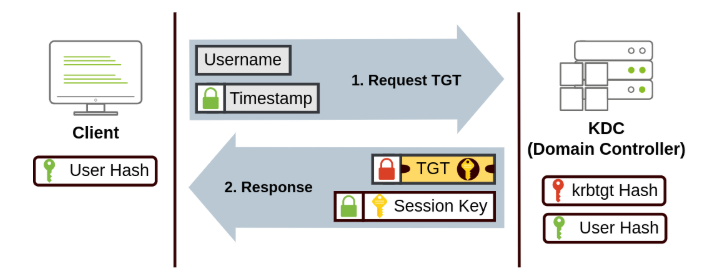 Client
User Hash
Username
Timestamp
1. Request TGT
2. Response
TGT
Session Key
KDC
(Domain Controller)
krbtgt Hash
User Hash